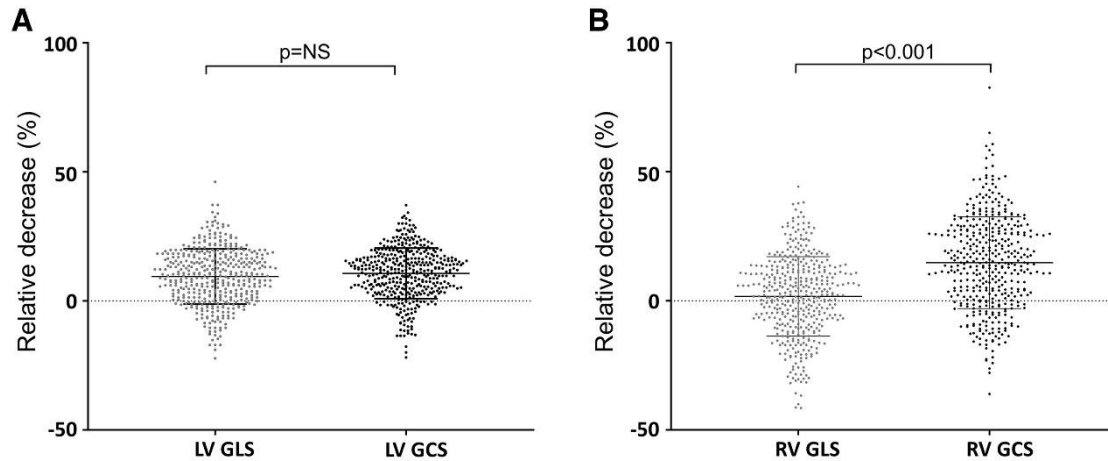 A
B
p=NS
p<0.001
Relative decrease (%)
100
50
0
-50
LV GLS
LV GCS
Relative decrease (%)
100
50
0
-50
RV GLS
RV GCS